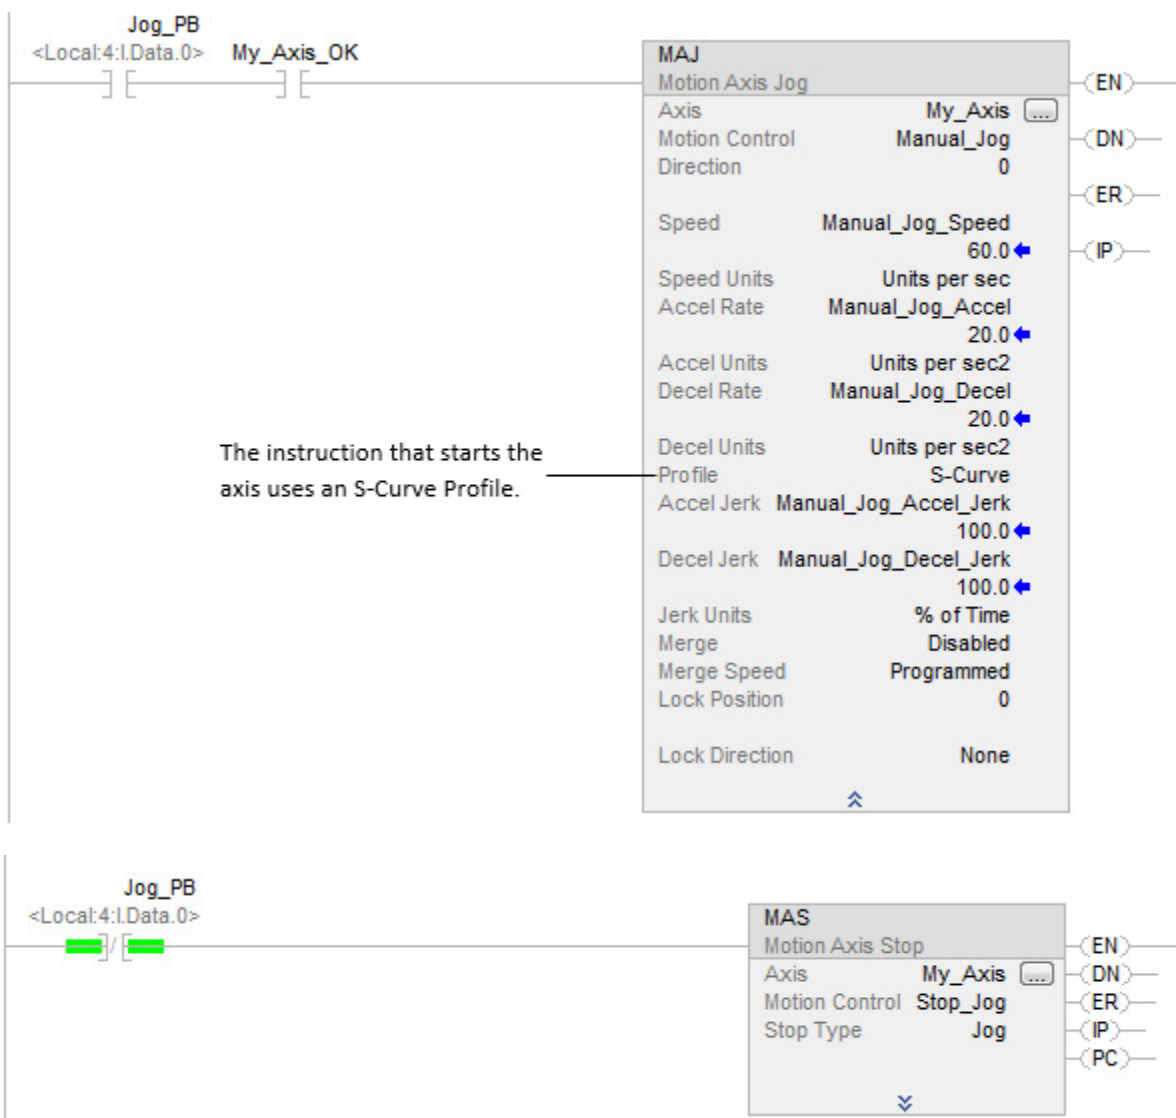 Jog_PB
<Local:4:I.Data.0> My_Axis_OK
MAJ
Motion Axis Jog
(EN)
Axis My_Axis ...
Motion Control Manual_Jog
(DN)
Direction 0
(ER)
Speed Manual_Jog_Speed
60.0
(IP)
Speed Units Units per sec
Accel Rate Manual_Jog_Accel
20.0
Accel Units Units per sec2
Decel Rate Manual_Jog_Decel
20.0
Decel Units Units per sec2
The instruction that starts the
axis uses an S-Curve Profile.
Profile S-Curve
Accel Jerk Manual_Jog_Accel_Jerk
100.0
Decel Jerk Manual_Jog_Decel_Jerk
100.0
Jerk Units % of Time
Merge Disabled
Merge Speed Programmed
Lock Position 0
Lock Direction None
Jog_PB
<Local:4:I.Data.0>
MAS
Motion Axis Stop
(EN)
Axis My_Axis ...
(DN)
Motion Control Stop_Jog
(ER)
Stop Type Jog
(IP)
(PC)